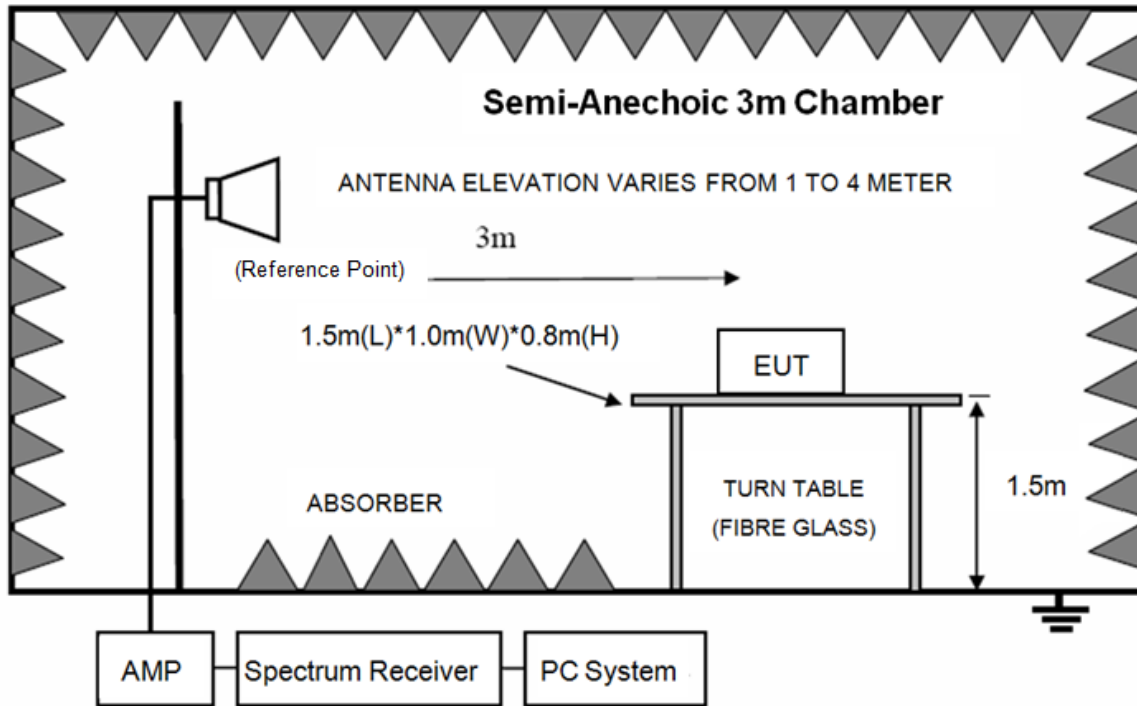 Semi-Anechoic 3m Chamber
ANTENNA ELEVATION VARIES FROM 1 TO 4 METER
3m
(Reference Point)
1.5m(L)*1.0m(W)*0.8m(H)
EUT
1.5m
TURN TABLE
(FIBRE GLASS)
ABSORBER
AMP
Spectrum Receiver
PC System